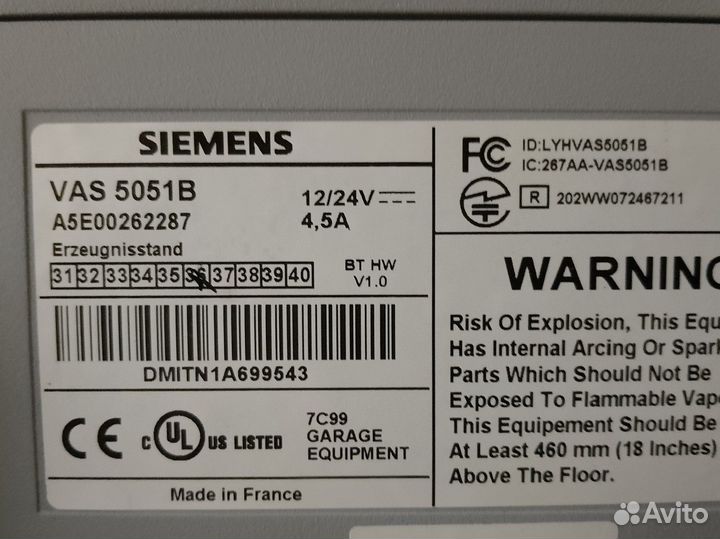 SIEMENS
VAS 5051B
12/24V
A5E00262287
4,5A
Erzeugnisstand
31 32 33 34 35 36 37 38 39 40
BT HW
V1.0
DMITN1A699543
CE
C UL US LISTED
7C99
GARAGE
EQUIPMENT
Made in France
FC
ID:LYHVAS5051B
IC:267AA-VAS5051B
R 202WW072467211
WARNING
Risk Of Explosion, This Equ
Has Internal Arcing Or Spark
Parts Which Should Not Be
Exposed To Flammable Vapo
This Equipement Should Be
At Least 460 mm (18 Inches)
Above The Floor.
Avito